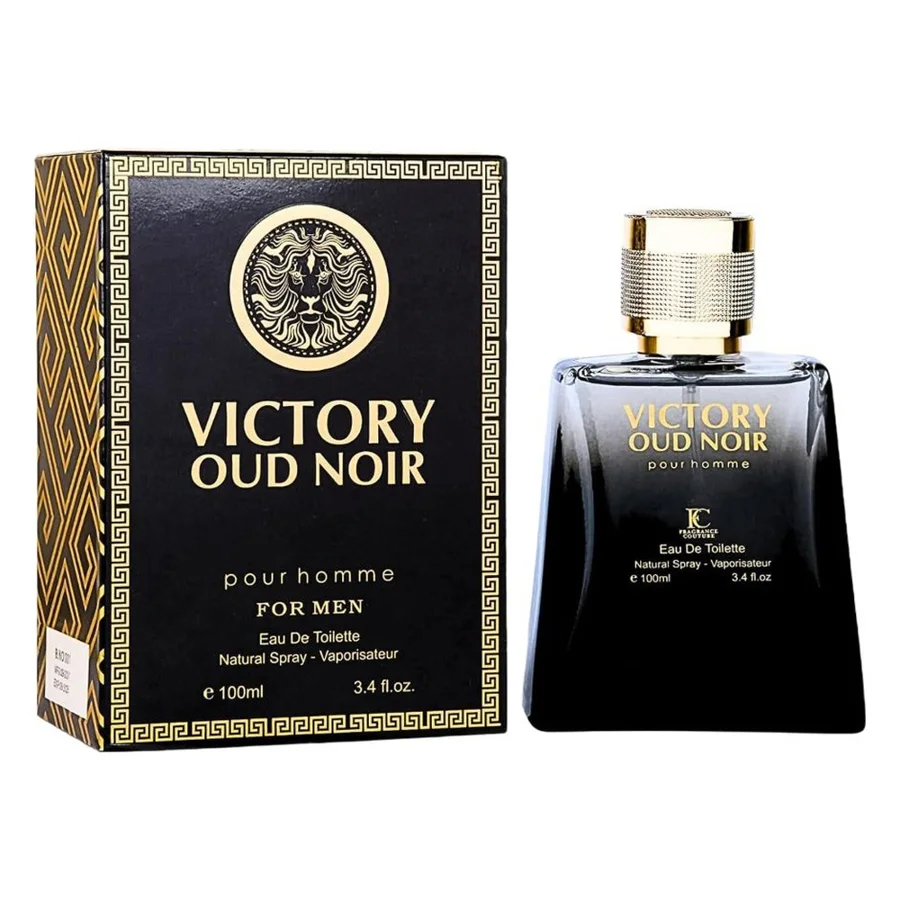 VICTORY
OUD NOIR
pour homme
FOR MEN
Eau De Toilette
Natural Spray - Vaporisateur
e 100ml 3.4 fl.oz.
VICTORY
OUD NOIR
pour homme
FC
FRAGRANCE
COUTURE
Eau De Toilette
Natural Spray - Vaporisateur
e 100ml 3.4 fl.oz